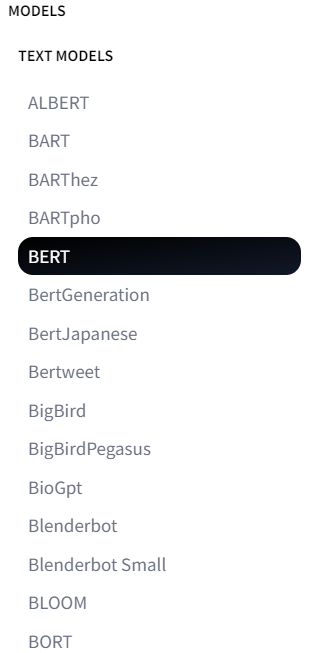 MODELS
TEXT MODELS
ALBERT
BART
BARThez
BARTpho
BERT
BertGeneration
BertJapanese
Bertweet
BigBird
BigBirdPegasus
BioGpt
Blenderbot
Blenderbot Small
BLOOM
BORT